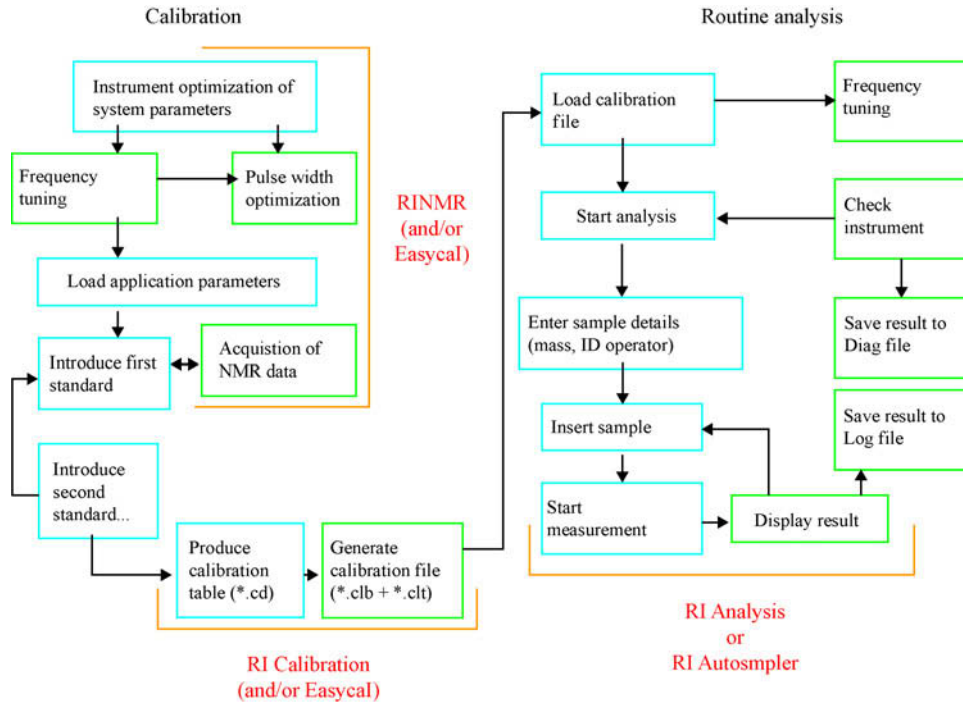 Calibration
Instrument optimization of
system parameters
Frequency
tuning
Pulse width
optimization
Load application parameters
Introduce first
standard
Acquistion of
NMR data
Introduce
second
standard...
Produce
calibration
table (*.cd)
Generate
calibration file
(*.clb + *.clt)
RINMR
(and/or
Easycal)
RI Calibration
(and/or Easycal)
Routine analysis
Load calibration
file
Frequency
tuning
Start analysis
Check
instrument
Enter sample details
(mass, ID operator)
Save result to
Diag file
Insert sample
Save result to
Log file
Start
measurement
Display result
RI Analysis
or
RI Autosmpler